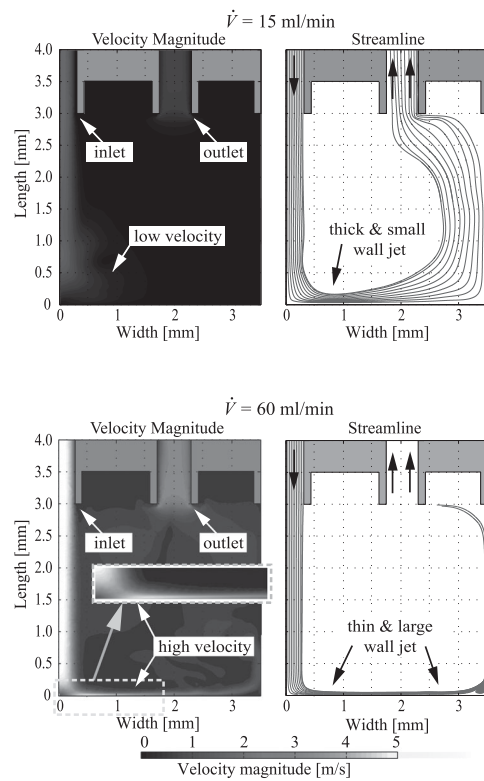 V̇ = 15 ml/min
Velocity Magnitude
Streamline
4.0
3.5
3.0
2.5
2.0
1.5
1.0
0.5
0
Length [mm]
inlet
outlet
low velocity
thick & small
wall jet
0 1 2 3
Width [mm]
0 1 2 3
Width [mm]
V̇ = 60 ml/min
Velocity Magnitude
Streamline
4.0
3.5
3.0
2.5
2.0
1.5
1.0
0.5
0
Length [mm]
inlet
outlet
high velocity
thin & large
wall jet
0 1 2 3
Width [mm]
0 1 2 3
Width [mm]
0 1 2 3 4 5
Velocity magnitude [m/s]